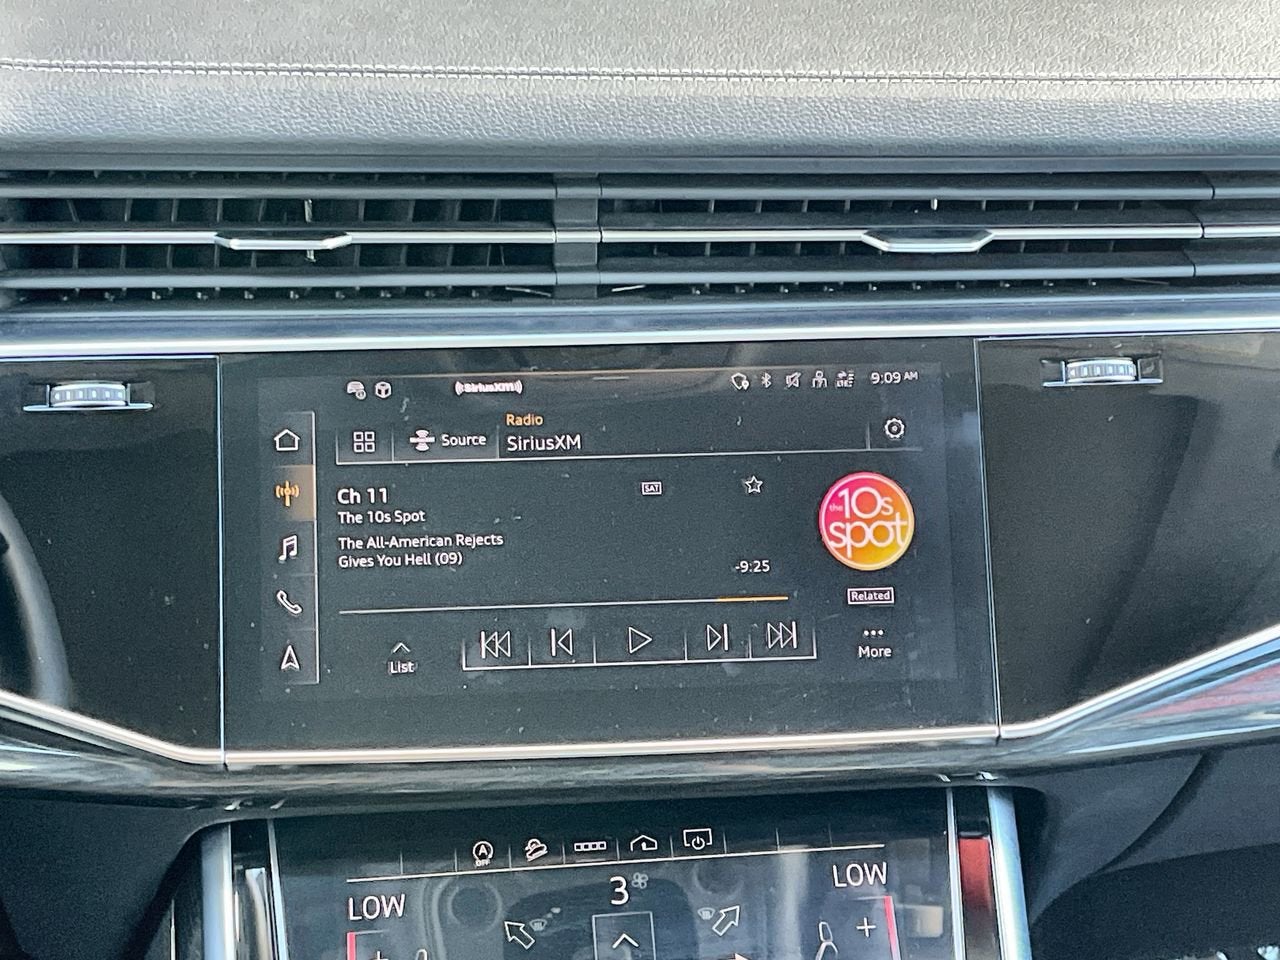 SiriusXM
9:09 AM
Radio
Source
SiriusXM
Ch 11
SAT
The 10s Spot
The All-American Rejects
Gives You Hell (09)
-9:25
the 10s
spot
Related
List
More
A
OFF
3
LOW
LOW